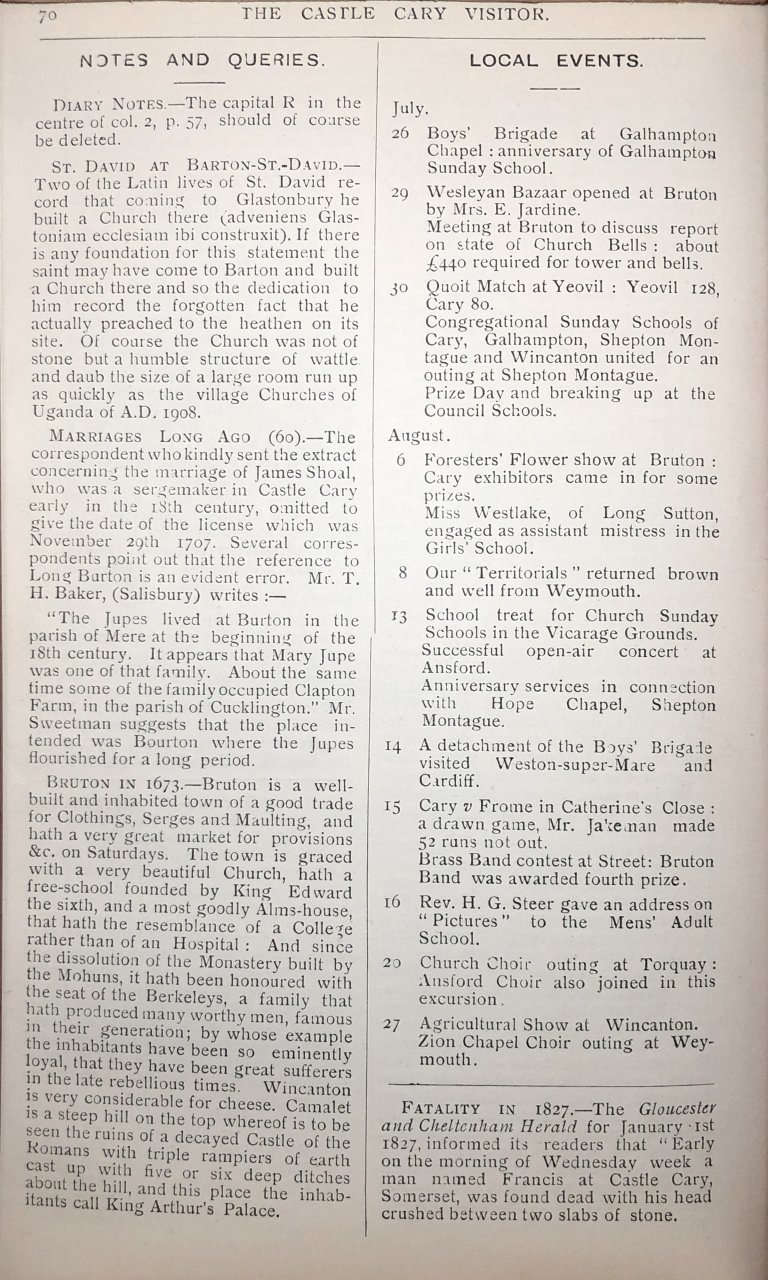 70
THE CASTLE CARY VISITOR.
NOTES AND QUERIES.
DIARY NOTES.—The capital R in the
centre of col. 2, p. 57, should of course
be deleted.
ST. DAVID AT BARTON-ST.-DAVID.—
Two of the Latin lives of St. David re-
cord that coming to Glastonbury he
built a Church there (adveniens Glas-
toniam ecclesiam ibi construxit). If there
is any foundation for this statement the
saint may have come to Barton and built
a Church there and so the dedication to
him record the forgotten fact that he
actually preached to the heathen on its
site. Of course the Church was not of
stone but a humble structure of wattle
and daub the size of a large room run up
as quickly as the village Churches of
Uganda of A.D. 1908.
MARRIAGES LONG AGO (60).—The
correspondent who kindly sent the extract
concerning the marriage of James Shoal,
who was a sergemaker in Castle Cary
early in the 18th century, omitted to
give the date of the license which was
November 29th 1707. Several corres-
pondents point out that the reference to
Long Burton is an evident error. Mr. T.
H. Baker, (Salisbury) writes :—
"The Jupes lived at Burton in the
parish of Mere at the beginning of the
18th century. It appears that Mary Jupe
was one of that family. About the same
time some of the family occupied Clapton
Farm, in the parish of Cucklington." Mr.
Sweetman suggests that the place in-
tended was Bourton where the Jupes
flourished for a long period.
BRUTON IN 1673.—Bruton is a well-
built and inhabited town of a good trade
for Clothings, Serges and Maulting, and
hath a very great market for provisions
&c. on Saturdays. The town is graced
with a very beautiful Church, hath a
free-school founded by King Edward
the sixth, and a most goodly Alms-house,
that hath the resemblance of a College
rather than of an Hospital : And since
the dissolution of the Monastery built by
the Mohuns, it hath been honoured with
the seat of the Berkeleys, a family that
hath produced many worthy men, famous
in their generation; by whose example
the inhabitants have been so eminently
loyal, that they have been great sufferers
in the late rebellious times. Wincanton
is very considerable for cheese. Camalet
is a steep hill on the top whereof is to be
seen the ruins of a decayed Castle of the
Romans with triple rampiers of earth
cast up with five or six deep ditches
about the hill, and this place the inhab-
itants call King Arthur's Palace.
LOCAL EVENTS.
July.
26 Boys' Brigade at Galhampton
Chapel : anniversary of Galhampton
Sunday School.
29 Wesleyan Bazaar opened at Bruton
by Mrs. E. Jardine.
Meeting at Bruton to discuss report
on state of Church Bells : about
£440 required for tower and bells.
30 Quoit Match at Yeovil : Yeovil 128,
Cary 80.
Congregational Sunday Schools of
Cary, Galhampton, Shepton Mon-
tague and Wincanton united for an
outing at Shepton Montague.
Prize Day and breaking up at the
Council Schools.
August.
6 Foresters' Flower show at Bruton :
Cary exhibitors came in for some
prizes.
Miss Westlake, of Long Sutton,
engaged as assistant mistress in the
Girls' School.
8 Our "Territorials" returned brown
and well from Weymouth.
13 School treat for Church Sunday
Schools in the Vicarage Grounds.
Successful open-air concert at
Ansford.
Anniversary services in connection
with Hope Chapel, Shepton
Montague.
14 A detachment of the Boys' Brigade
visited Weston-super-Mare and
Cardiff.
15 Cary v Frome in Catherine's Close :
a drawn game, Mr. Jakeman made
52 runs not out.
Brass Band contest at Street: Bruton
Band was awarded fourth prize.
16 Rev. H. G. Steer gave an address on
"Pictures" to the Mens' Adult
School.
20 Church Choir outing at Torquay :
Ansford Choir also joined in this
excursion.
27 Agricultural Show at Wincanton.
Zion Chapel Choir outing at Wey-
mouth.
FATALITY IN 1827.—The Gloucester
and Cheltenham Herald for January 1st
1827, informed its readers that "Early
on the morning of Wednesday week a
man named Francis at Castle Cary,
Somerset, was found dead with his head
crushed between two slabs of stone.